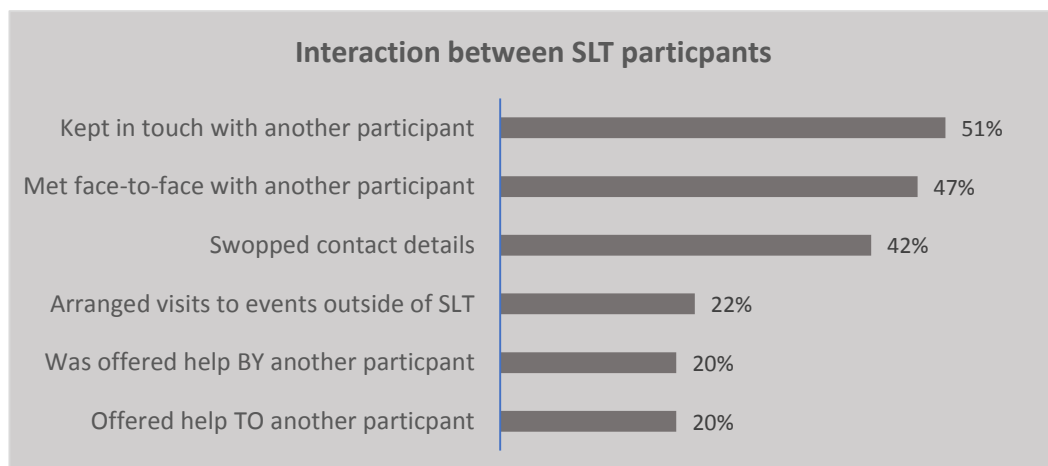 Interaction between SLT particpants
Kept in touch with another participant 51%
Met face-to-face with another participant 47%
Swopped contact details 42%
Arranged visits to events outside of SLT 22%
Was offered help BY another particpant 20%
Offered help TO another particpant 20%